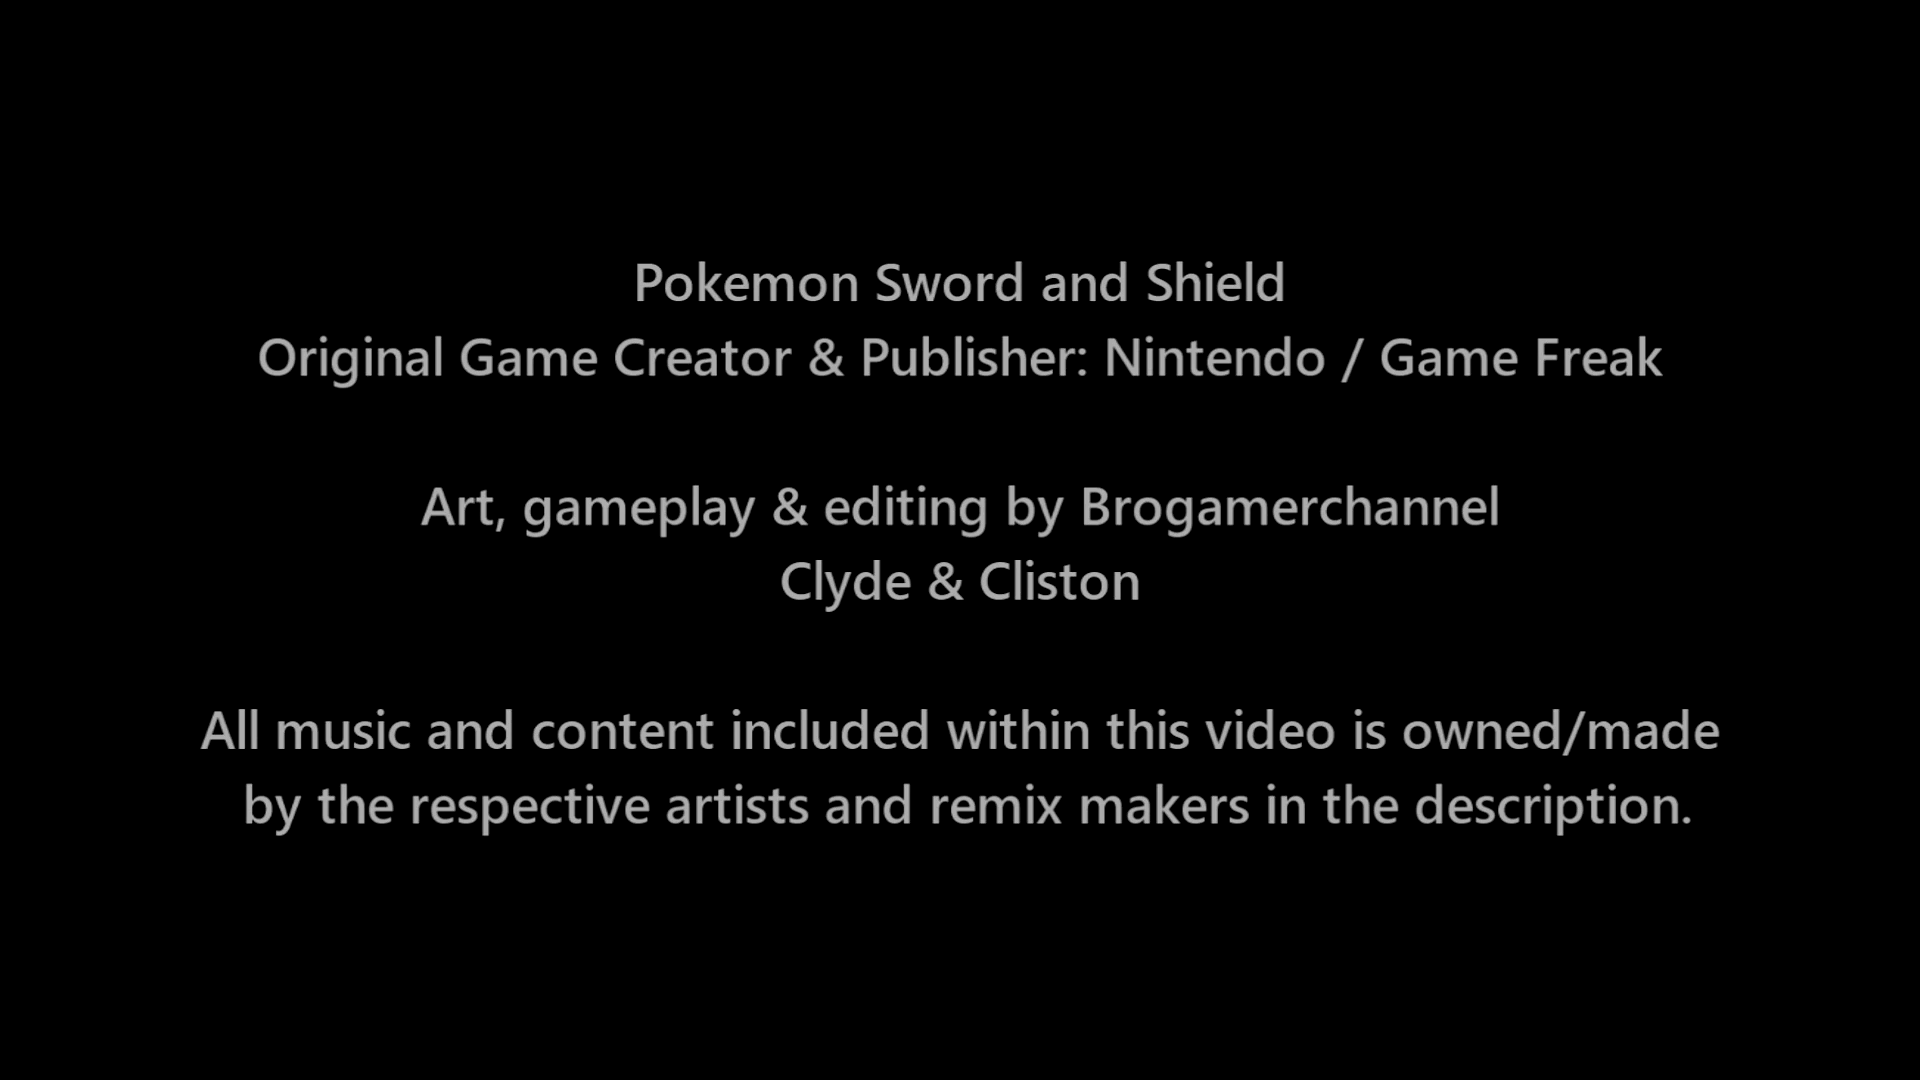 Pokemon Sword and Shield
Original Game Creator & Publisher: Nintendo / Game Freak
Art, gameplay & editing by Brogamerchannel
Clyde & Cliston
All music and content included within this video is owned/made
by the respective artists and remix makers in the description.